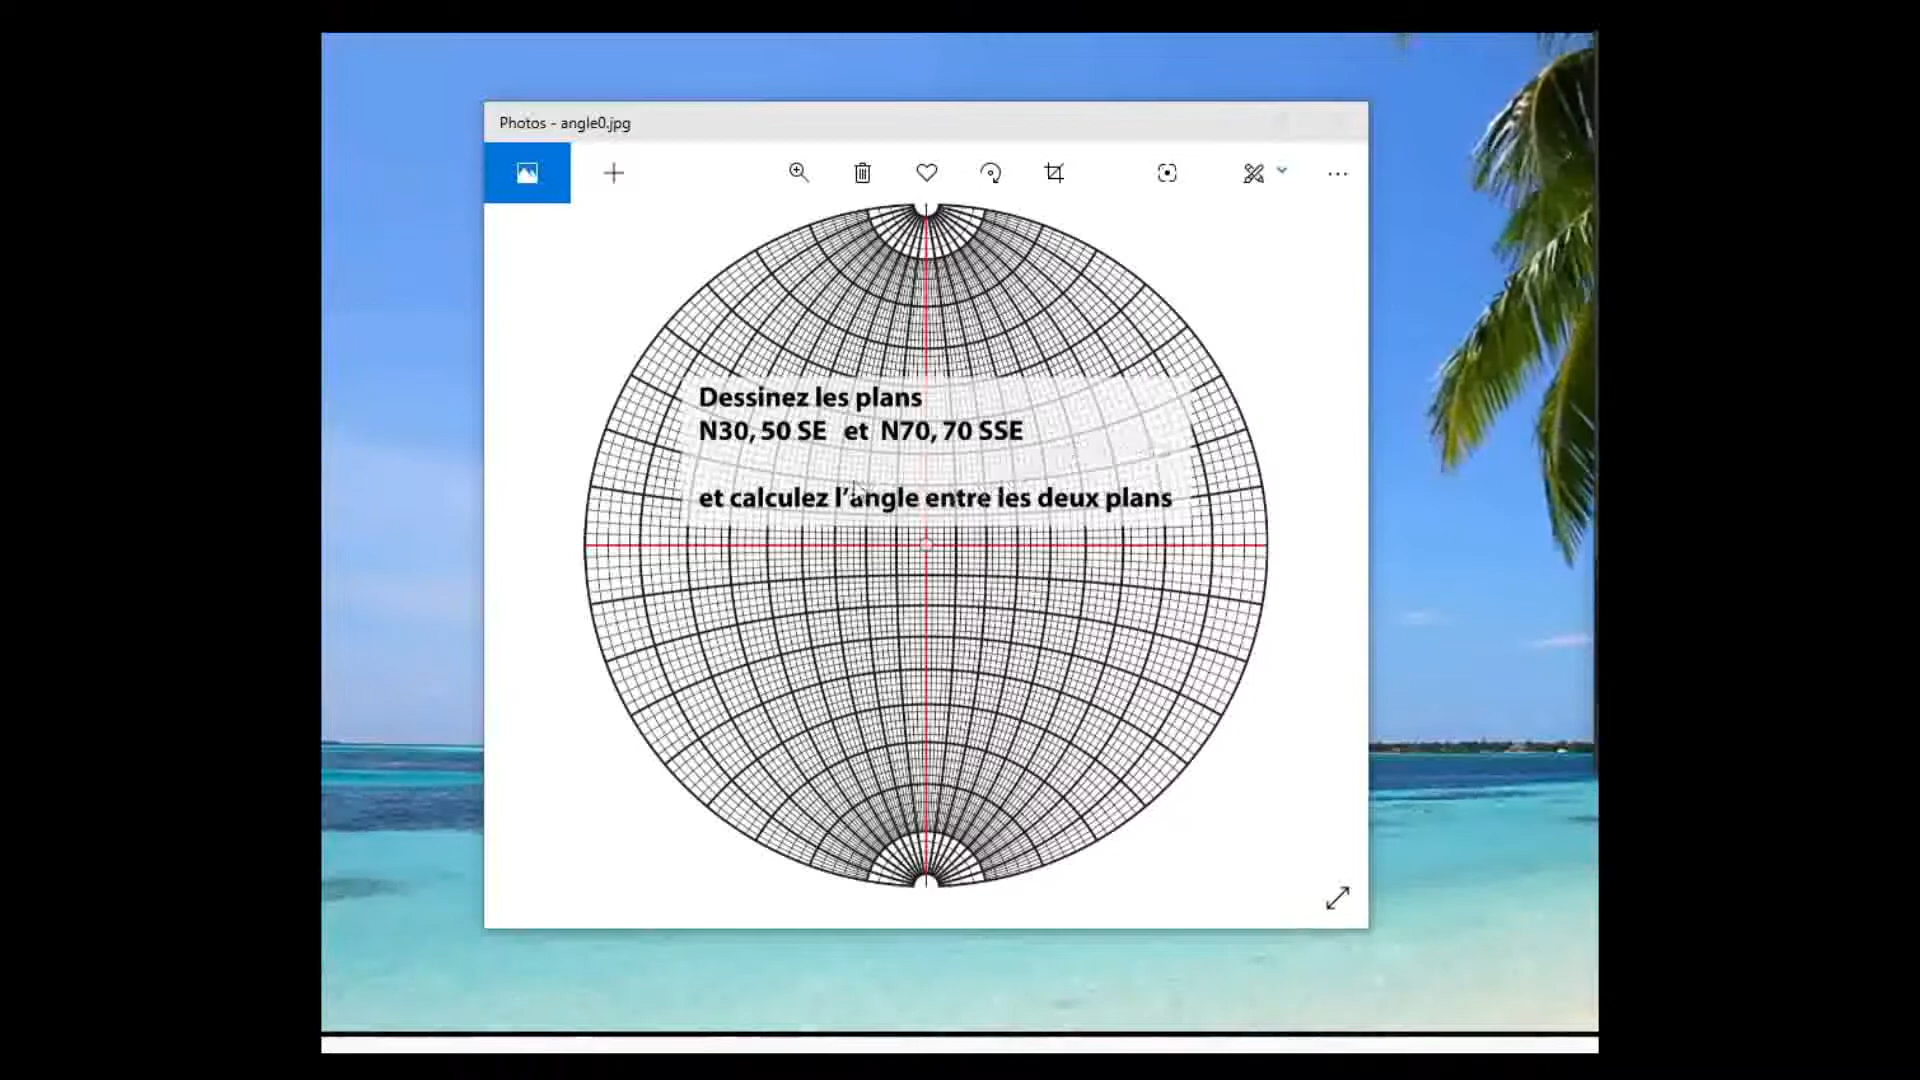 Photos - angle0.jpg
Dessinez les plans
N30, 50 SE et N70, 70 SSE
et calculez l'angle entre les deux plans